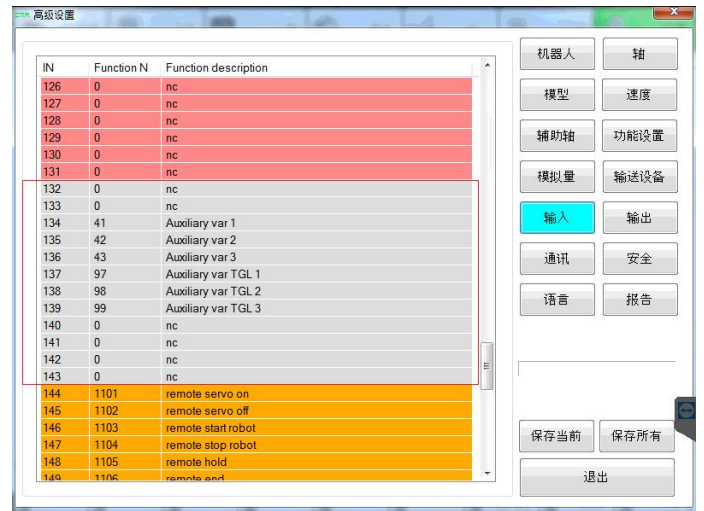 CMA 高级设置
IN Function N Function description
126 0 nc
127 0 nc
128 0 nc
129 0 nc
130 0 nc
131 0 nc
132 0 nc
133 0 nc
134 41 Auxiliary var 1
135 42 Auxiliary var 2
136 43 Auxiliary var 3
137 97 Auxiliary var TGL 1
138 98 Auxiliary var TGL 2
139 99 Auxiliary var TGL 3
140 0 nc
141 0 nc
142 0 nc
143 0 nc
144 1101 remote servo on
145 1102 remote servo off
146 1103 remote start robot
147 1104 remote stop robot
148 1105 remote hold
149 1106 remote end
机器人 轴
模型 速度
辅助轴 功能设置
模拟量 输送设备
输入 输出
通讯 安全
语言 报告
保存当前 保存所有
退出